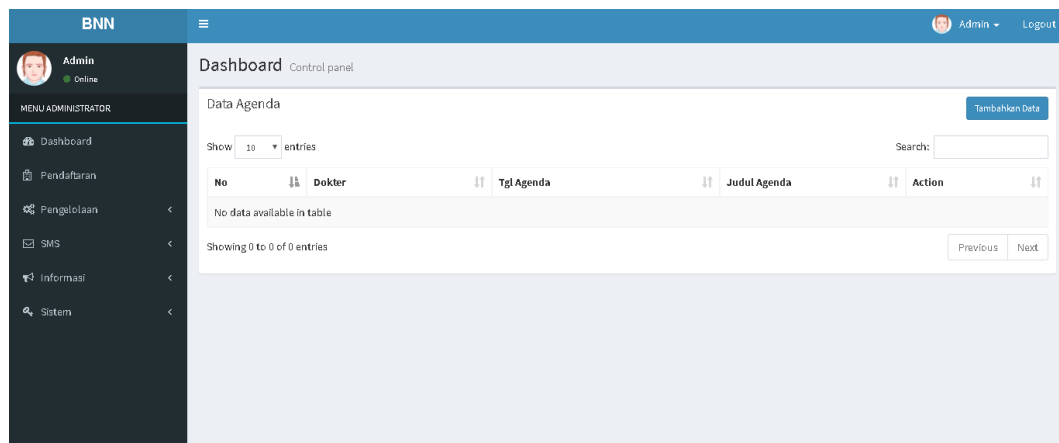 BNN
Admin
Logout
Admin
Online
MENU ADMINISTRATOR
Dashboard
Pendaftaran
Pengelolaan
SMS
Informasi
Sistem
Dashboard Control panel
Data Agenda
Tambahkan Data
Show 10 entries
Search:
No Dokter Tgl Agenda Judul Agenda Action
No data available in table
Showing 0 to 0 of 0 entries
Previous Next